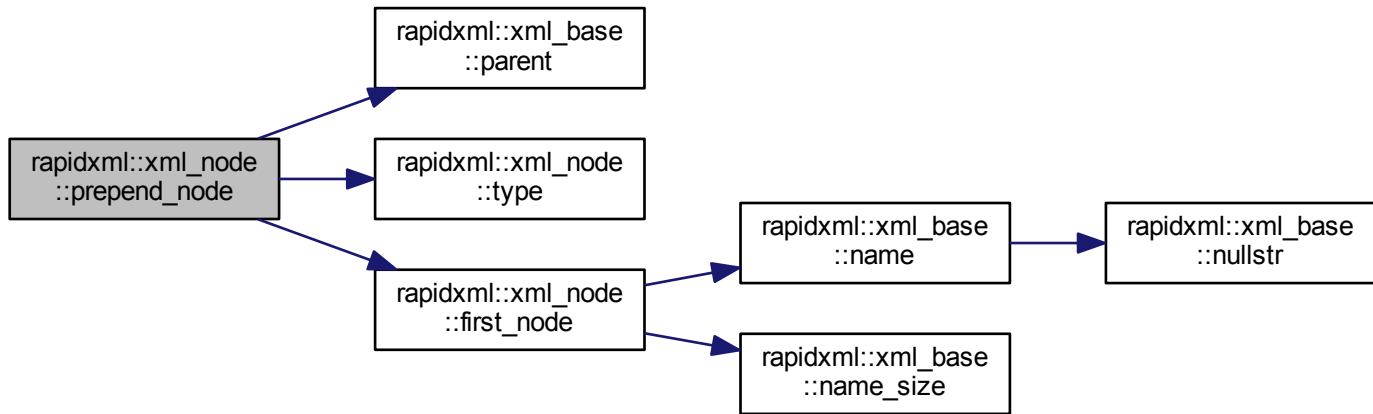 rapidxml::xml_base
::parent
rapidxml::xml_node
::prepend_node
rapidxml::xml_node
::type
rapidxml::xml_node
::first_node
rapidxml::xml_base
::name
rapidxml::xml_base
::nullstr
rapidxml::xml_base
::name_size